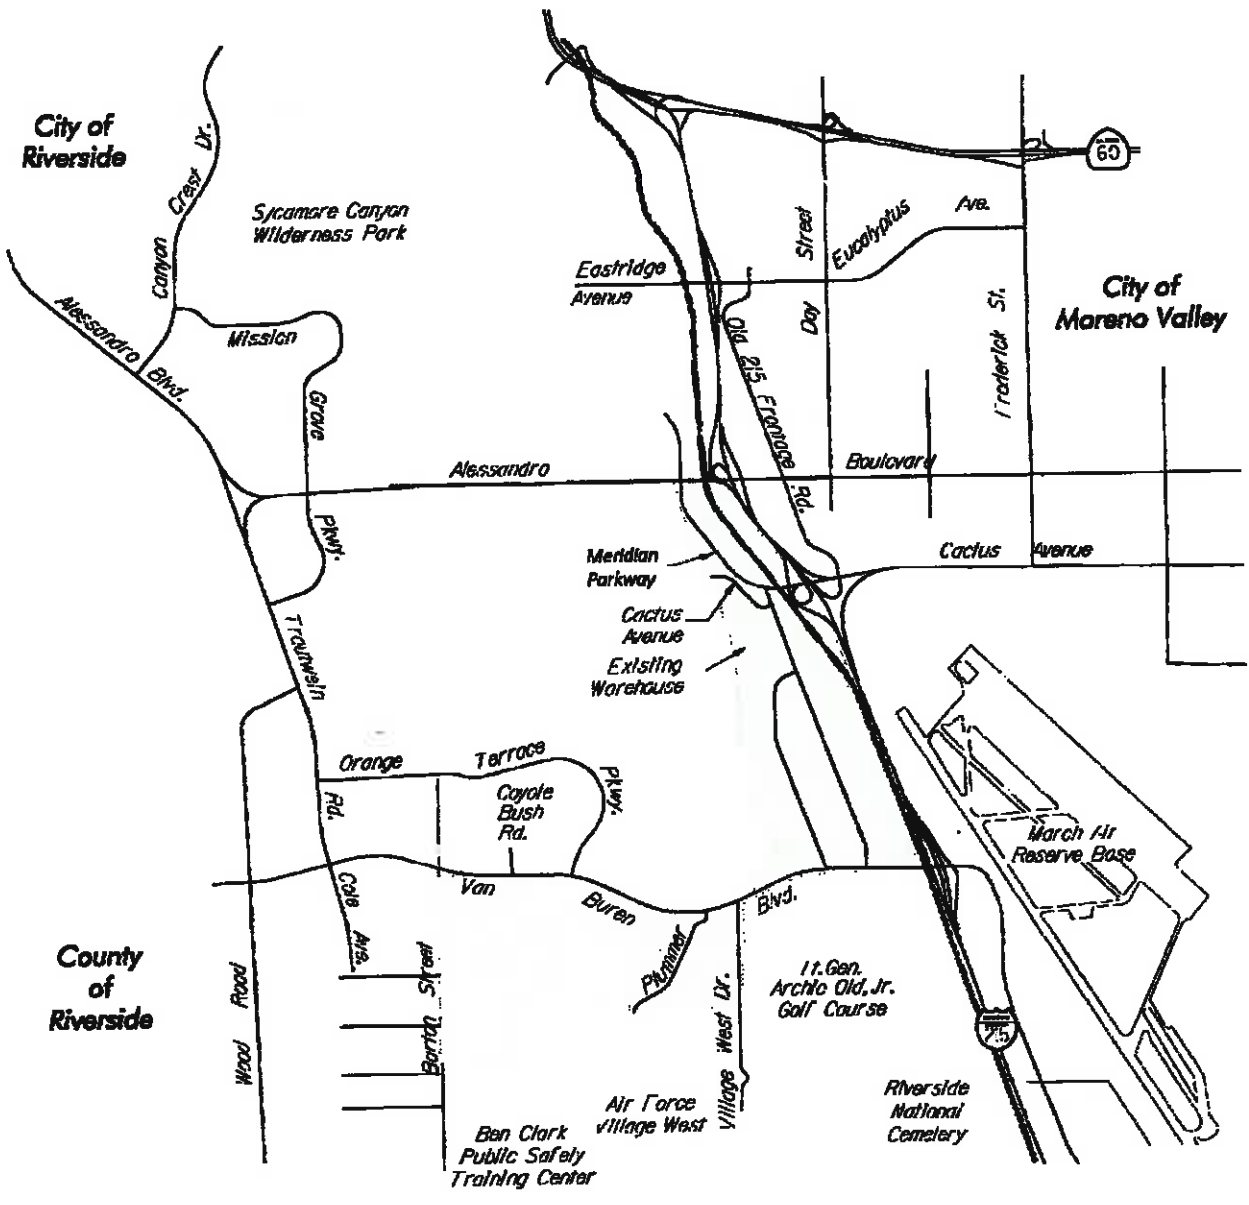 City of
Riverside
Canyon Crest Dr.
Sycamore Canyon
Wilderness Park
60
Street
Day
Eucalyptus
Ave.
Eastridge
Avenue
Frederick St.
City of
Moreno Valley
Alessandro
Blvd.
Mission
Grove
Pkwy.
Old 215 Frontage Rd.
Alessandro
Boulevard
Meridian
Parkway
Cactus
Avenue
Cactus
Avenue
Existing
Warehouse
Trautwein
Rd.
Orange
Terrace
Pkwy.
Coyote
Bush
Rd.
March Air
Reserve Base
Van
Buren
Blvd.
Cole
Ave.
County
of
Riverside
Wood Road
Barton Street
Plummer
Village West Dr.
Lt.Gen.
Archie Old, Jr.
Golf Course
215
Air Force
Village West
Riverside
National
Cemetery
Ben Clark
Public Safety
Training Center